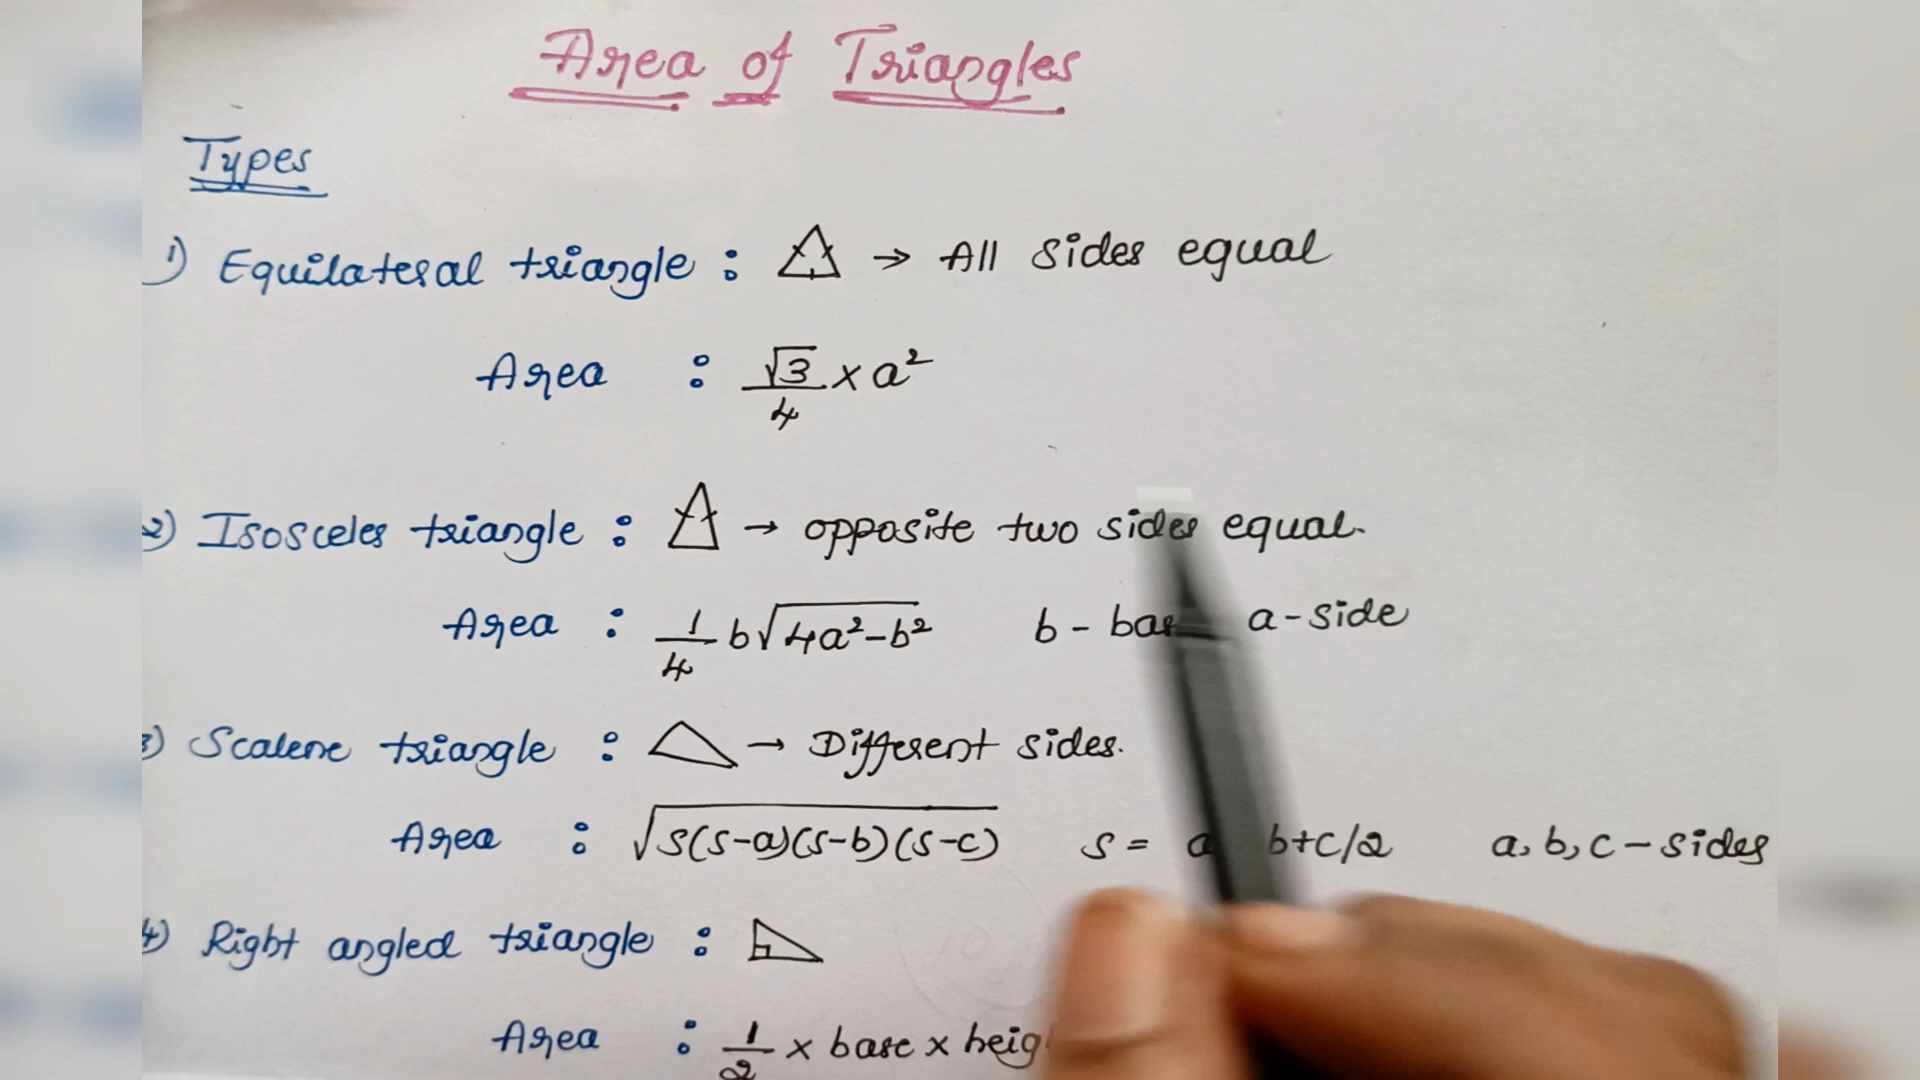 Area of Triangles
Types
1) Equilateral triangle : → All sides equal
Area : √3/4 × a²
2) Isosceles triangle : → opposite two sides equal.
Area : 1/4 b√4a²-b² b - a - side
3) Scalene triangle : → Different sides.
Area : √S(S-a)(S-b)(S-c) S = b+c/2 a, b, c - sides
4) Right angled triangle :
Area : 1/2 × base ×